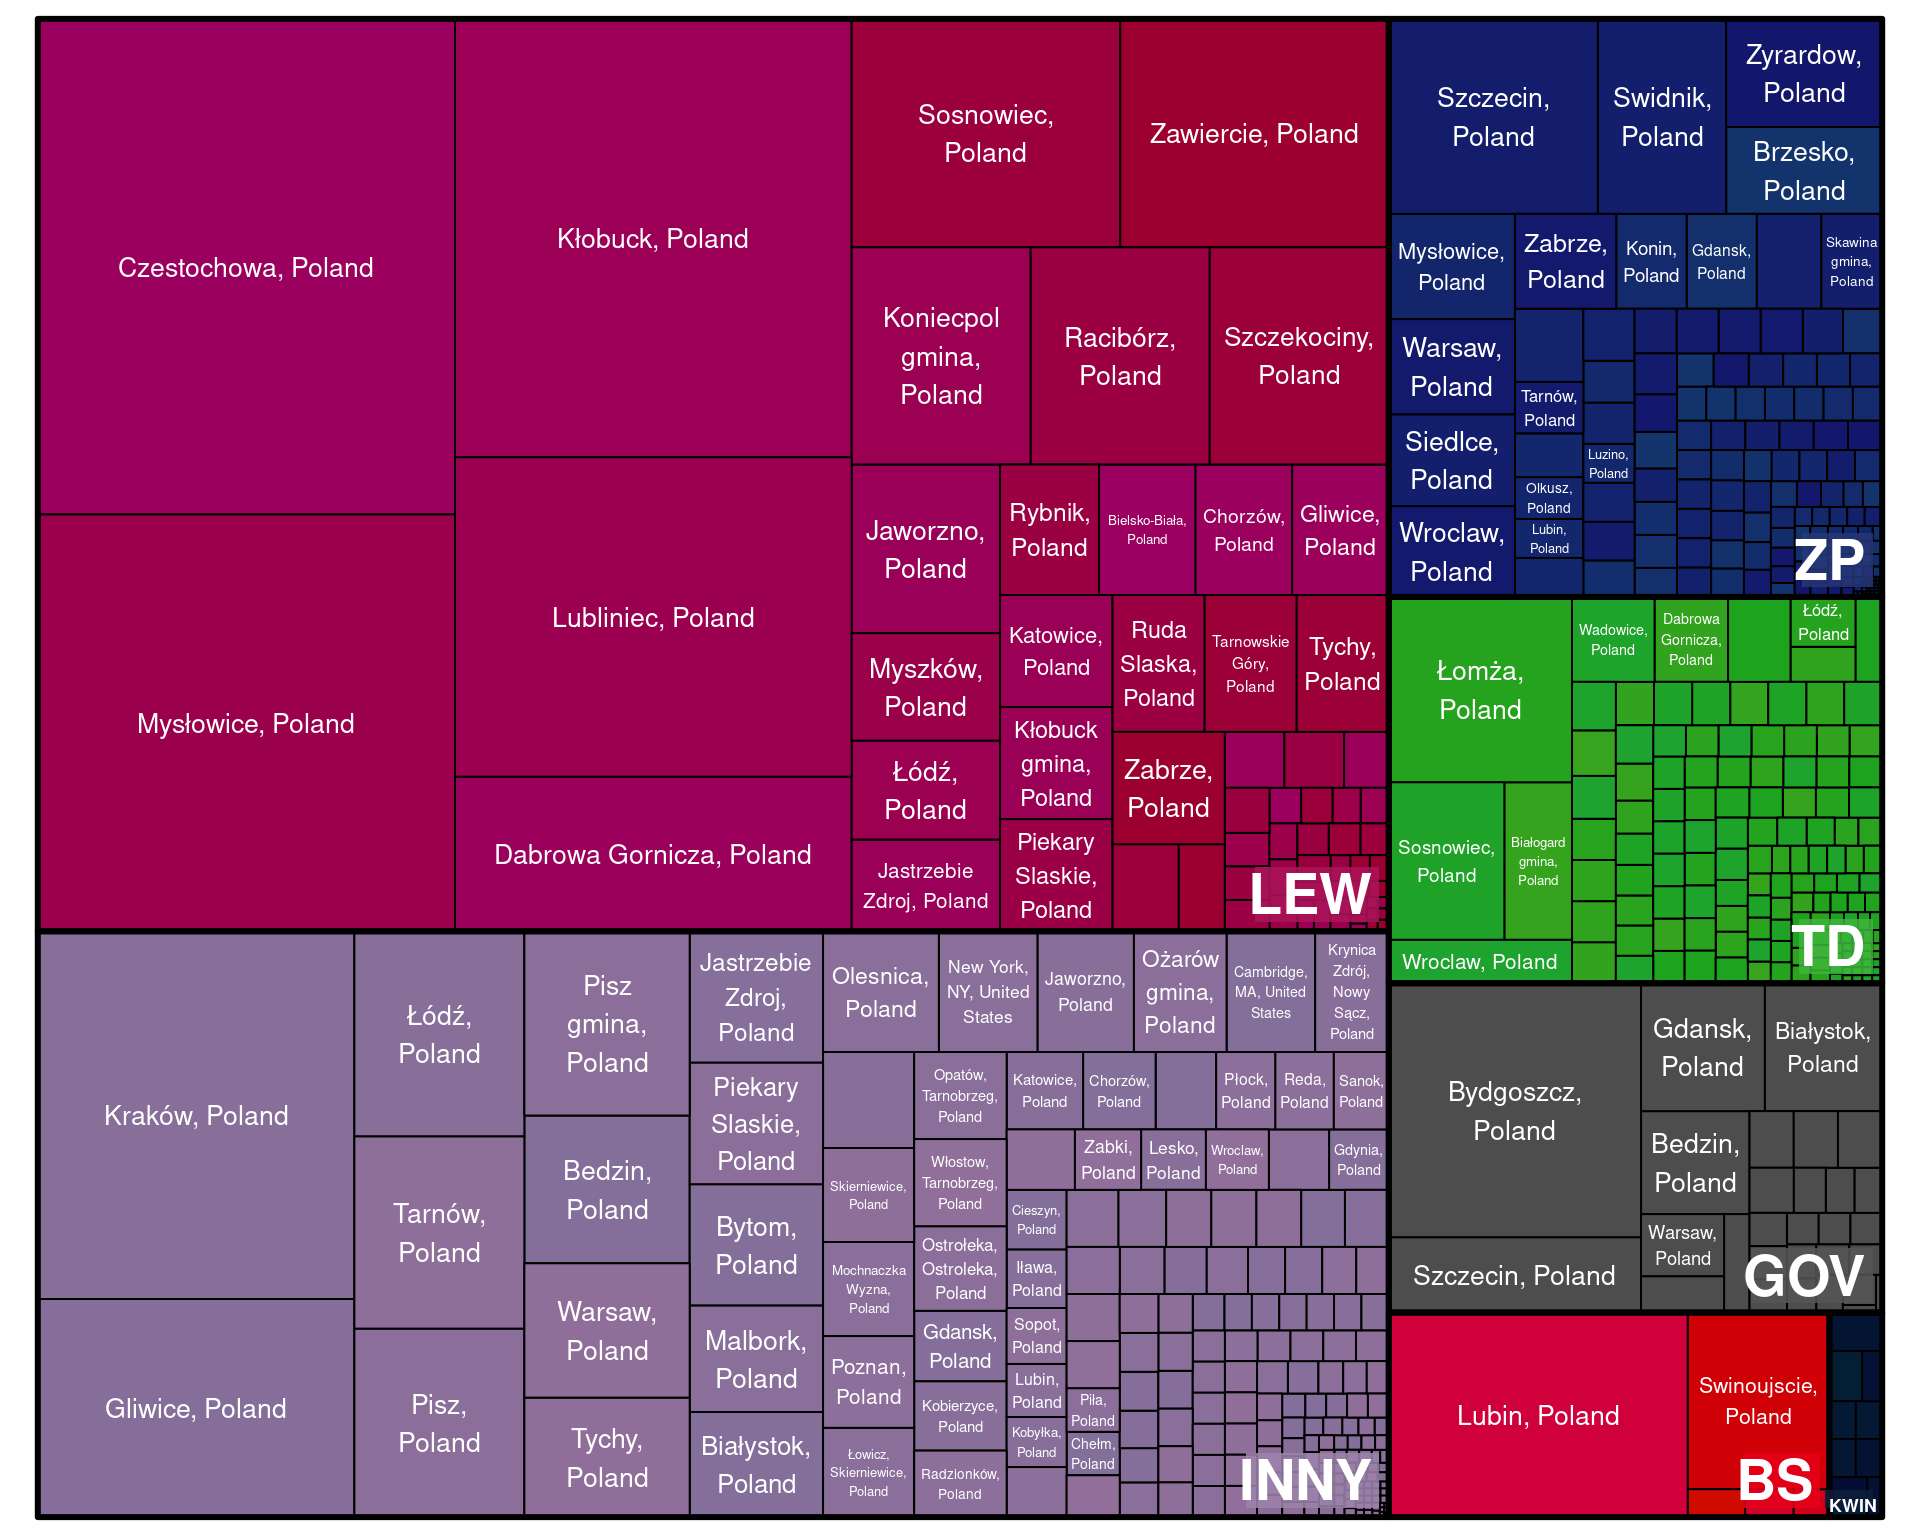 Czestochowa, Poland
Mysłowice, Poland
Kłobuck, Poland
Lubliniec, Poland
Dabrowa Gornicza, Poland
Sosnowiec,
Poland
Zawiercie, Poland
Koniecpol
gmina,
Poland
Racibórz,
Poland
Szczekociny,
Poland
Jaworzno,
Poland
Myszków,
Poland
Łódź,
Poland
Jastrzebie
Zdroj, Poland
Rybnik,
Poland
Bielsko-Biała,
Poland
Chorzów,
Poland
Gliwice,
Poland
Katowice,
Poland
Kłobuck
gmina,
Poland
Piekary
Slaskie,
Poland
Ruda
Slaska,
Poland
Tarnowskie
Góry,
Poland
Tychy,
Poland
Zabrze,
Poland
LEW
Szczecin,
Poland
Swidnik,
Poland
Zyrardow,
Poland
Brzesko,
Poland
Mysłowice,
Poland
Warsaw,
Poland
Siedlce,
Poland
Wroclaw,
Poland
Zabrze,
Poland
Konin,
Poland
Gdansk,
Poland
Skawina
gmina,
Poland
Tarnów,
Poland
Olkusz,
Poland
Lubin,
Poland
Luzino,
Poland
ZP
Łomża,
Poland
Sosnowiec,
Poland
Białogard
gmina,
Poland
Wroclaw, Poland
Wadowice,
Poland
Dabrowa
Gornicza,
Poland
Łódź,
Poland
TD
Kraków, Poland
Gliwice, Poland
Łódź,
Poland
Tarnów,
Poland
Pisz,
Poland
Pisz
gmina,
Poland
Bedzin,
Poland
Warsaw,
Poland
Tychy,
Poland
Jastrzebie
Zdroj,
Poland
Piekary
Slaskie,
Poland
Bytom,
Poland
Malbork,
Poland
Białystok,
Poland
Olesnica,
Poland
New York,
NY, United
States
Jaworzno,
Poland
Ożarów
gmina,
Poland
Cambridge,
MA, United
States
Krynica
Zdrój,
Nowy
Sącz,
Poland
Skierniewice,
Poland
Mochnaczka
Wyzna,
Poland
Poznan,
Poland
Łowicz,
Skierniewice,
Poland
Opatów,
Tarnobrzeg,
Poland
Włostow,
Tarnobrzeg,
Poland
Ostrołeka,
Ostroleka,
Poland
Gdansk,
Poland
Kobierzyce,
Poland
Radzionków,
Poland
Katowice,
Poland
Chorzów,
Poland
Płock,
Poland
Reda,
Poland
Sanok,
Poland
Zabki,
Poland
Lesko,
Poland
Wroclaw,
Poland
Gdynia,
Poland
Cieszyn,
Poland
Iława,
Poland
Sopot,
Poland
Lubin,
Poland
Kobyłka,
Poland
Piła,
Poland
Chełm,
Poland
INNY
Bydgoszcz,
Poland
Szczecin, Poland
Gdansk,
Poland
Białystok,
Poland
Bedzin,
Poland
Warsaw,
Poland
GOV
Lubin, Poland
Swinoujscie,
Poland
BS
KWIN